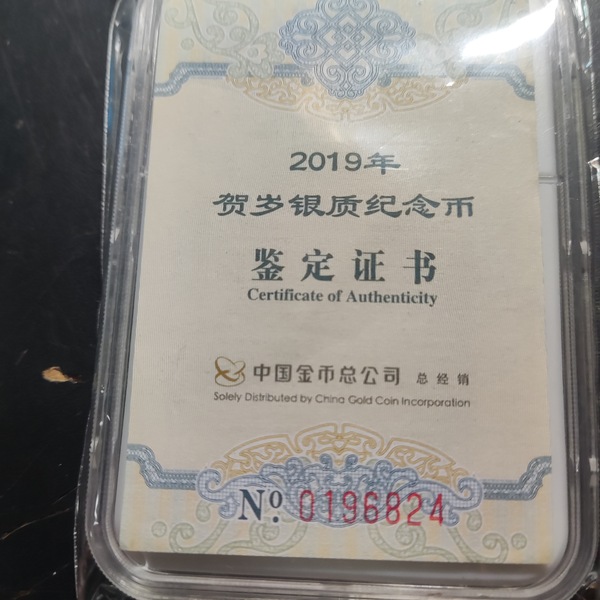 2019年
贺岁银质纪念币
鉴定证书
Certificate of Authenticity
中国金币总公司 总经销
Solely Distributed by China Gold Coin Incorporation
Nº. 0196824